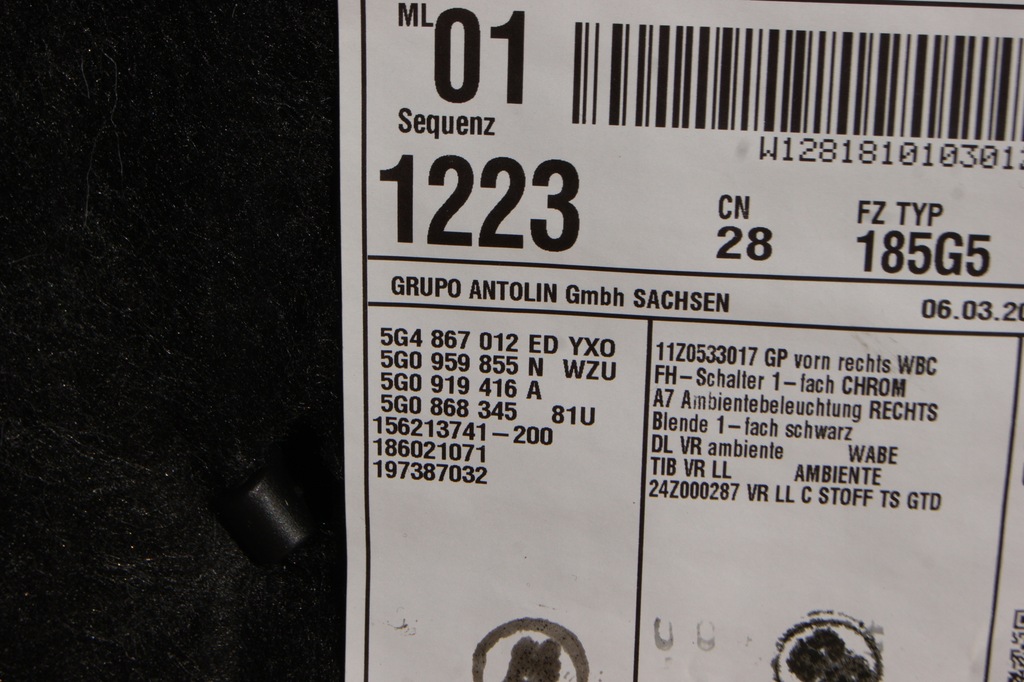 ML 01
Sequenz
W1281810103013
1223
CN
28
FZ TYP
185G5
GRUPO ANTOLIN Gmbh SACHSEN 06.03.20
5G4 867 012 ED YXO
5G0 959 855 N WZU
5G0 919 416 A
5G0 868 345 81U
156213741-200
186021071
197387032
11Z0533017 GP vorn rechts WBC
FH-Schalter 1-fach CHROM
A7 Ambientebeleuchtung RECHTS
Blende 1-fach schwarz
DL VR ambiente WABE
TIB VR LL AMBIENTE
24Z000287 VR LL C STOFF TS GTD